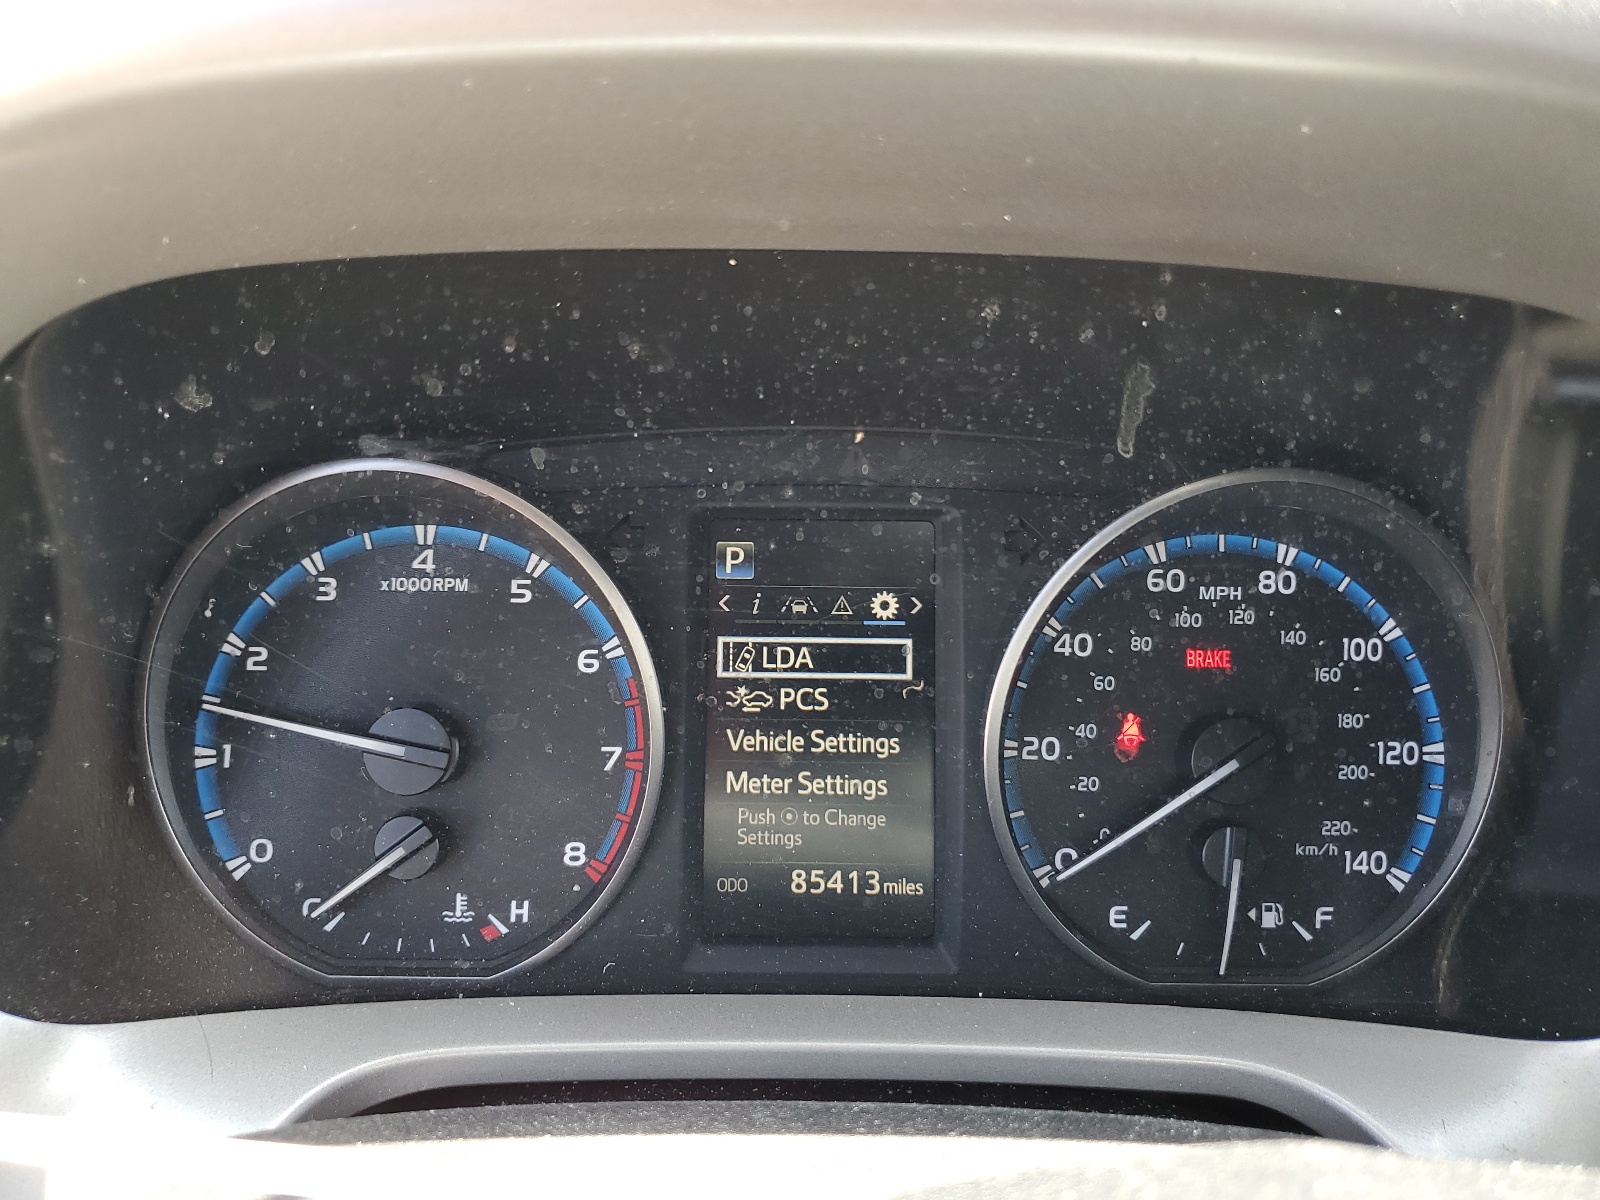 0
1
2
3
4
5
6
7
8
x1000RPM
C
H
P
i
LDA
PCS
Vehicle Settings
Meter Settings
Push to Change
Settings
ODO 85413 miles
0
20
40
60
80
100
120
140
MPH
0
20
40
60
80
100
120
140
160
180
200
220
km/h
BRAKE
E
F